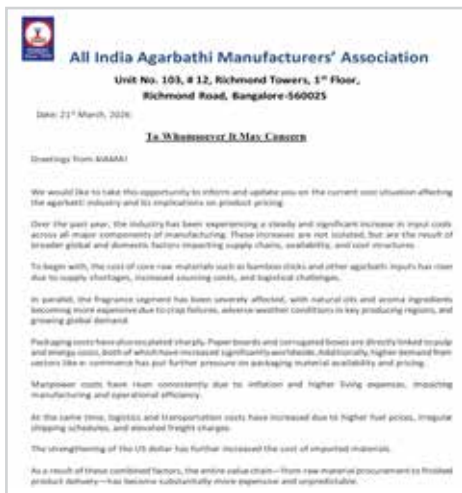 All India Agarbathi Manufacturers' Association
Unit No. 103, # 12, Richmond Towers, 1st Floor,
Richmond Road, Bangalore-560025
Date: 21st March, 2026
To Whomsoever It May Concern
Greetings from AIAMA!
We would like to take this opportunity to inform and update you on the current cost situation affecting
the agarbatti industry and its implications on product pricing.
Over the past year, the industry has been experiencing a steady and significant increase in input costs
across all major components of manufacturing. These increases are not isolated, but are the result of
broader global and domestic factors impacting supply chains, availability, and cost structures.
To begin with, the cost of core raw materials such as bamboo sticks and other agarbatti inputs has risen
due to supply shortages, increased sourcing costs, and logistical challenges.
In parallel, the fragrance segment has been severely affected, with natural oils and aroma ingredients
becoming more expensive due to crop failures, adverse weather conditions in key producing regions, and
growing global demand.
Packaging costs have also escalated sharply. Paper boards and corrugated boxes are directly linked to pulp
and energy costs, both of which have increased significantly worldwide. Additionally, higher demand from
sectors like e-commerce has put further pressure on packaging material availability and pricing.
Manpower costs have risen consistently due to inflation and higher living expenses, impacting
manufacturing and operational efficiency.
At the same time, logistics and transportation costs have increased due to higher fuel prices, irregular
shipping schedules, and elevated freight charges.
The strengthening of the US dollar has further increased the cost of imported materials.
As a result of these combined factors, the entire value chain—from raw material procurement to finished
product delivery—has become substantially more expensive and unpredictable.